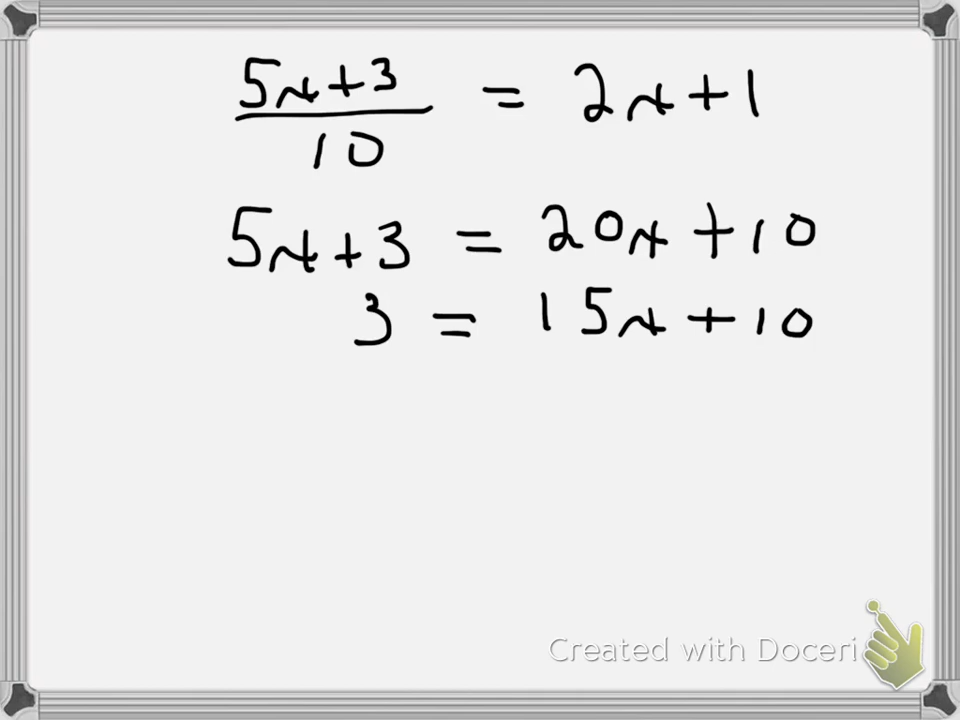 5x+3
10 = 2x+1
5x+3 = 20x+10
3 = 15x+10
Created with Doceri